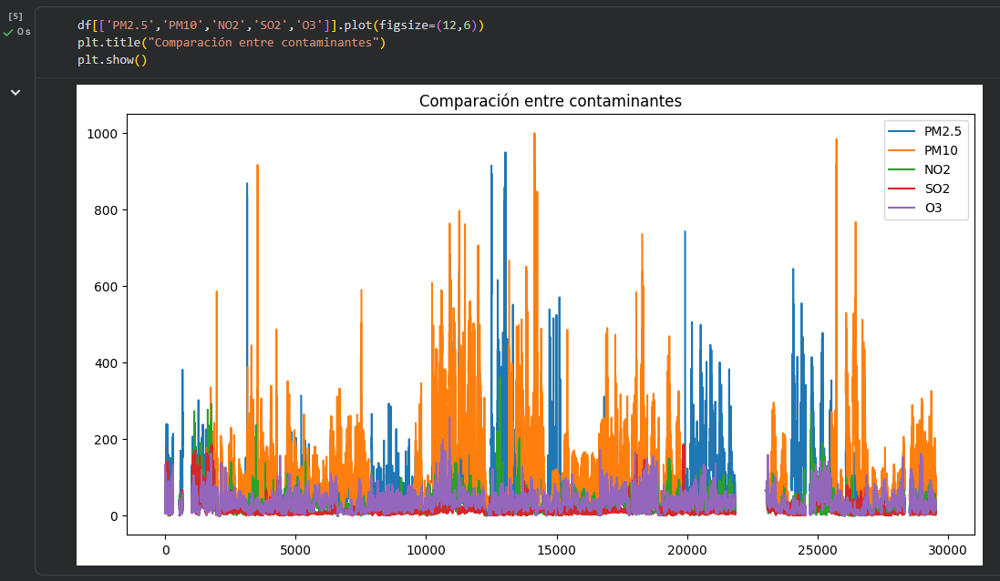 [5]
0 s
df[['PM2.5','PM10','NO2','SO2','O3']].plot(figsize=(12,6))
plt.title("Comparación entre contaminantes")
plt.show()
Comparación entre contaminantes
1000
800
600
400
200
0
PM2.5
PM10
NO2
SO2
O3
0 5000 10000 15000 20000 25000 30000